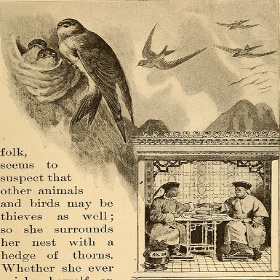 folk,
seems to
suspect that
other animals
and birds may be
thieves as well;
so she surrounds
her nest with a
hedge of thorns.
Whether she ever